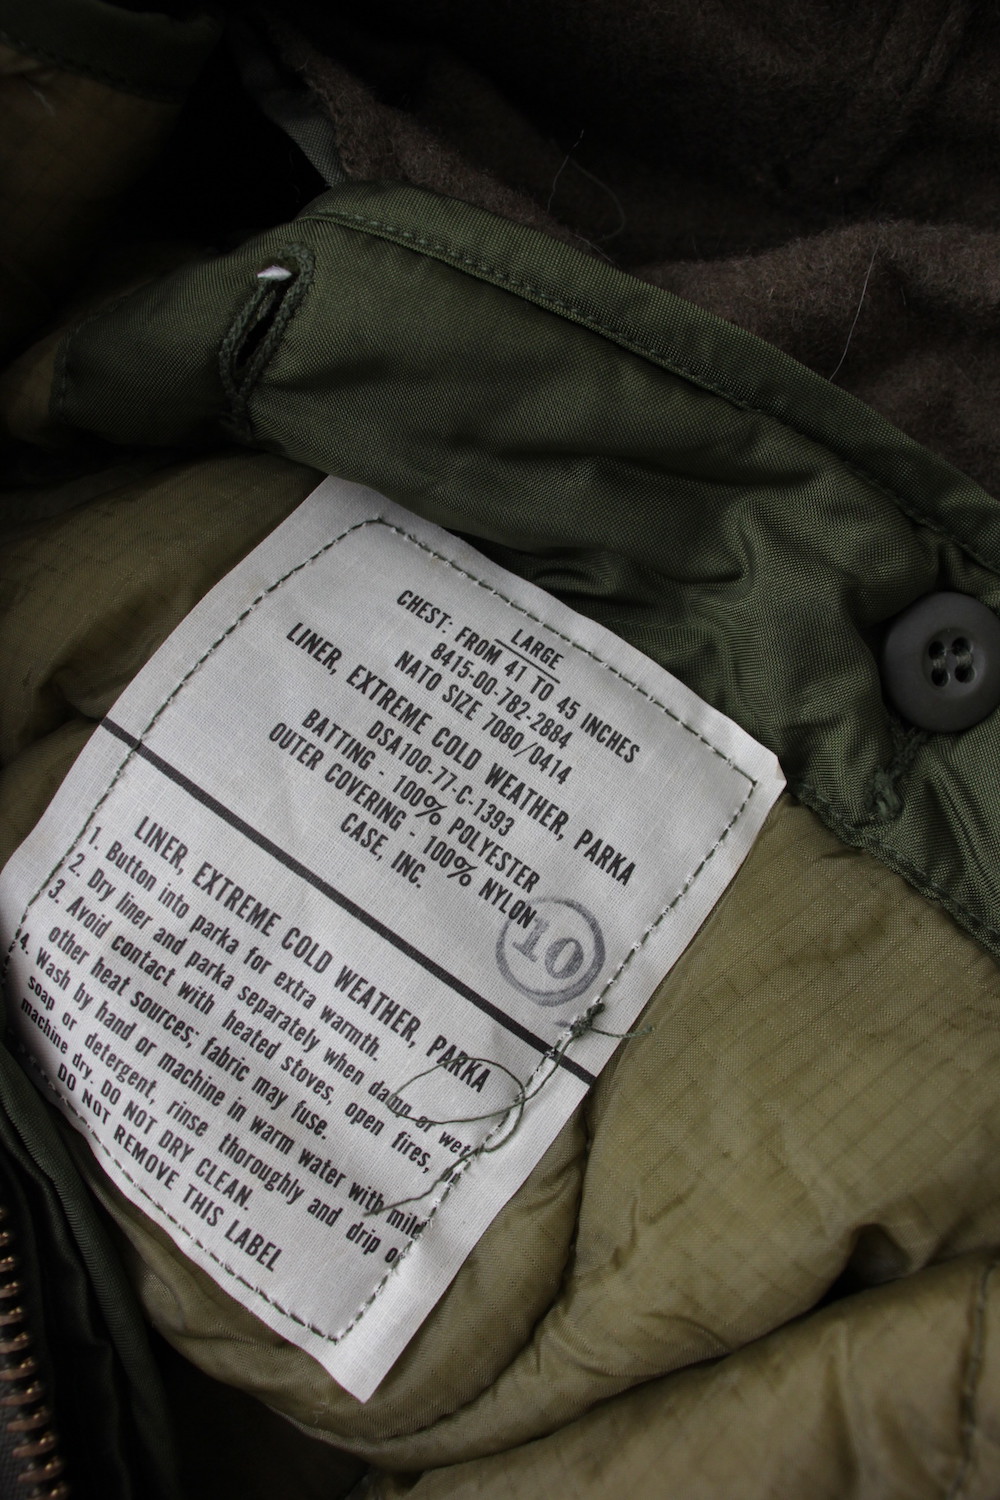 LARGE
CHEST: FROM 41 TO 45 INCHES
8415-00-782-2884
NATO SIZE 7080/0414
LINER, EXTREME COLD WEATHER, PARKA
DSA100-77-C-1393
BATTING - 100% POLYESTER
OUTER COVERING - 100% NYLON
CASE, INC.
10
LINER, EXTREME COLD WEATHER, PARKA
1. Button into parka for extra warmth.
2. Dry liner and parka separately when damp or wet.
3. Avoid contact with heated stoves, open fires, or
other heat sources; fabric may fuse.
4. Wash by hand or machine in warm water with mild
soap or detergent, rinse thoroughly and drip or
machine dry. DO NOT DRY CLEAN.
DO NOT REMOVE THIS LABEL